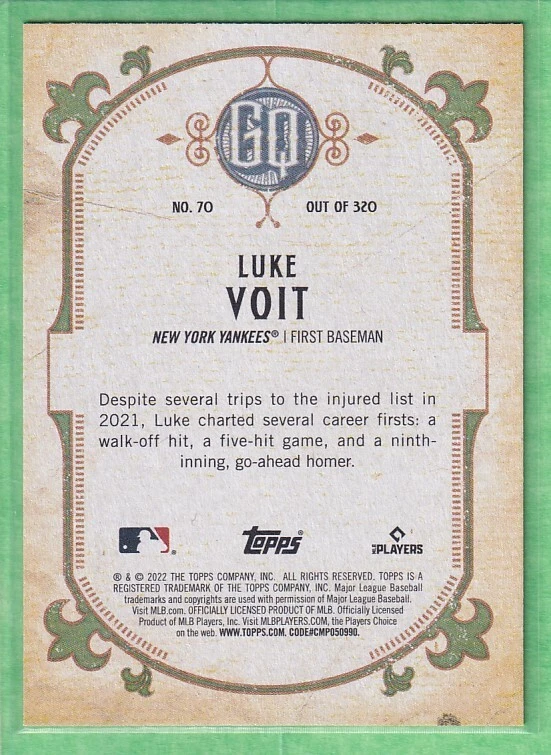 GQ
NO. 70 OUT OF 320
LUKE
VOIT
NEW YORK YANKEES® | FIRST BASEMAN
Despite several trips to the injured list in
2021, Luke charted several career firsts: a
walk-off hit, a five-hit game, and a ninth-
inning, go-ahead homer.
topps® MLB PLAYERS
® & © 2022 THE TOPPS COMPANY, INC. ALL RIGHTS RESERVED. TOPPS IS A
REGISTERED TRADEMARK OF THE TOPPS COMPANY, INC. Major League Baseball
trademarks and copyrights are used with permission of Major League Baseball.
Visit MLB.com. OFFICIALLY LICENSED PRODUCT OF MLB. Officially Licensed
Product of MLB Players, Inc. Visit MLBPLAYERS.COM, the Players Choice
on the web. WWW.TOPPS.COM. CODE#CMP050990.